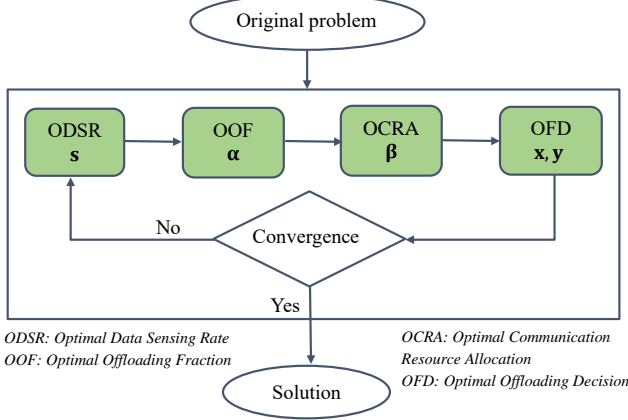 Original problem
ODSR
s
OOF
α
OCRA
β
OFD
x, y
No
Convergence
Yes
ODSR: Optimal Data Sensing Rate
OOF: Optimal Offloading Fraction
OCRA: Optimal Communication
Resource Allocation
OFD: Optimal Offloading Decision
Solution